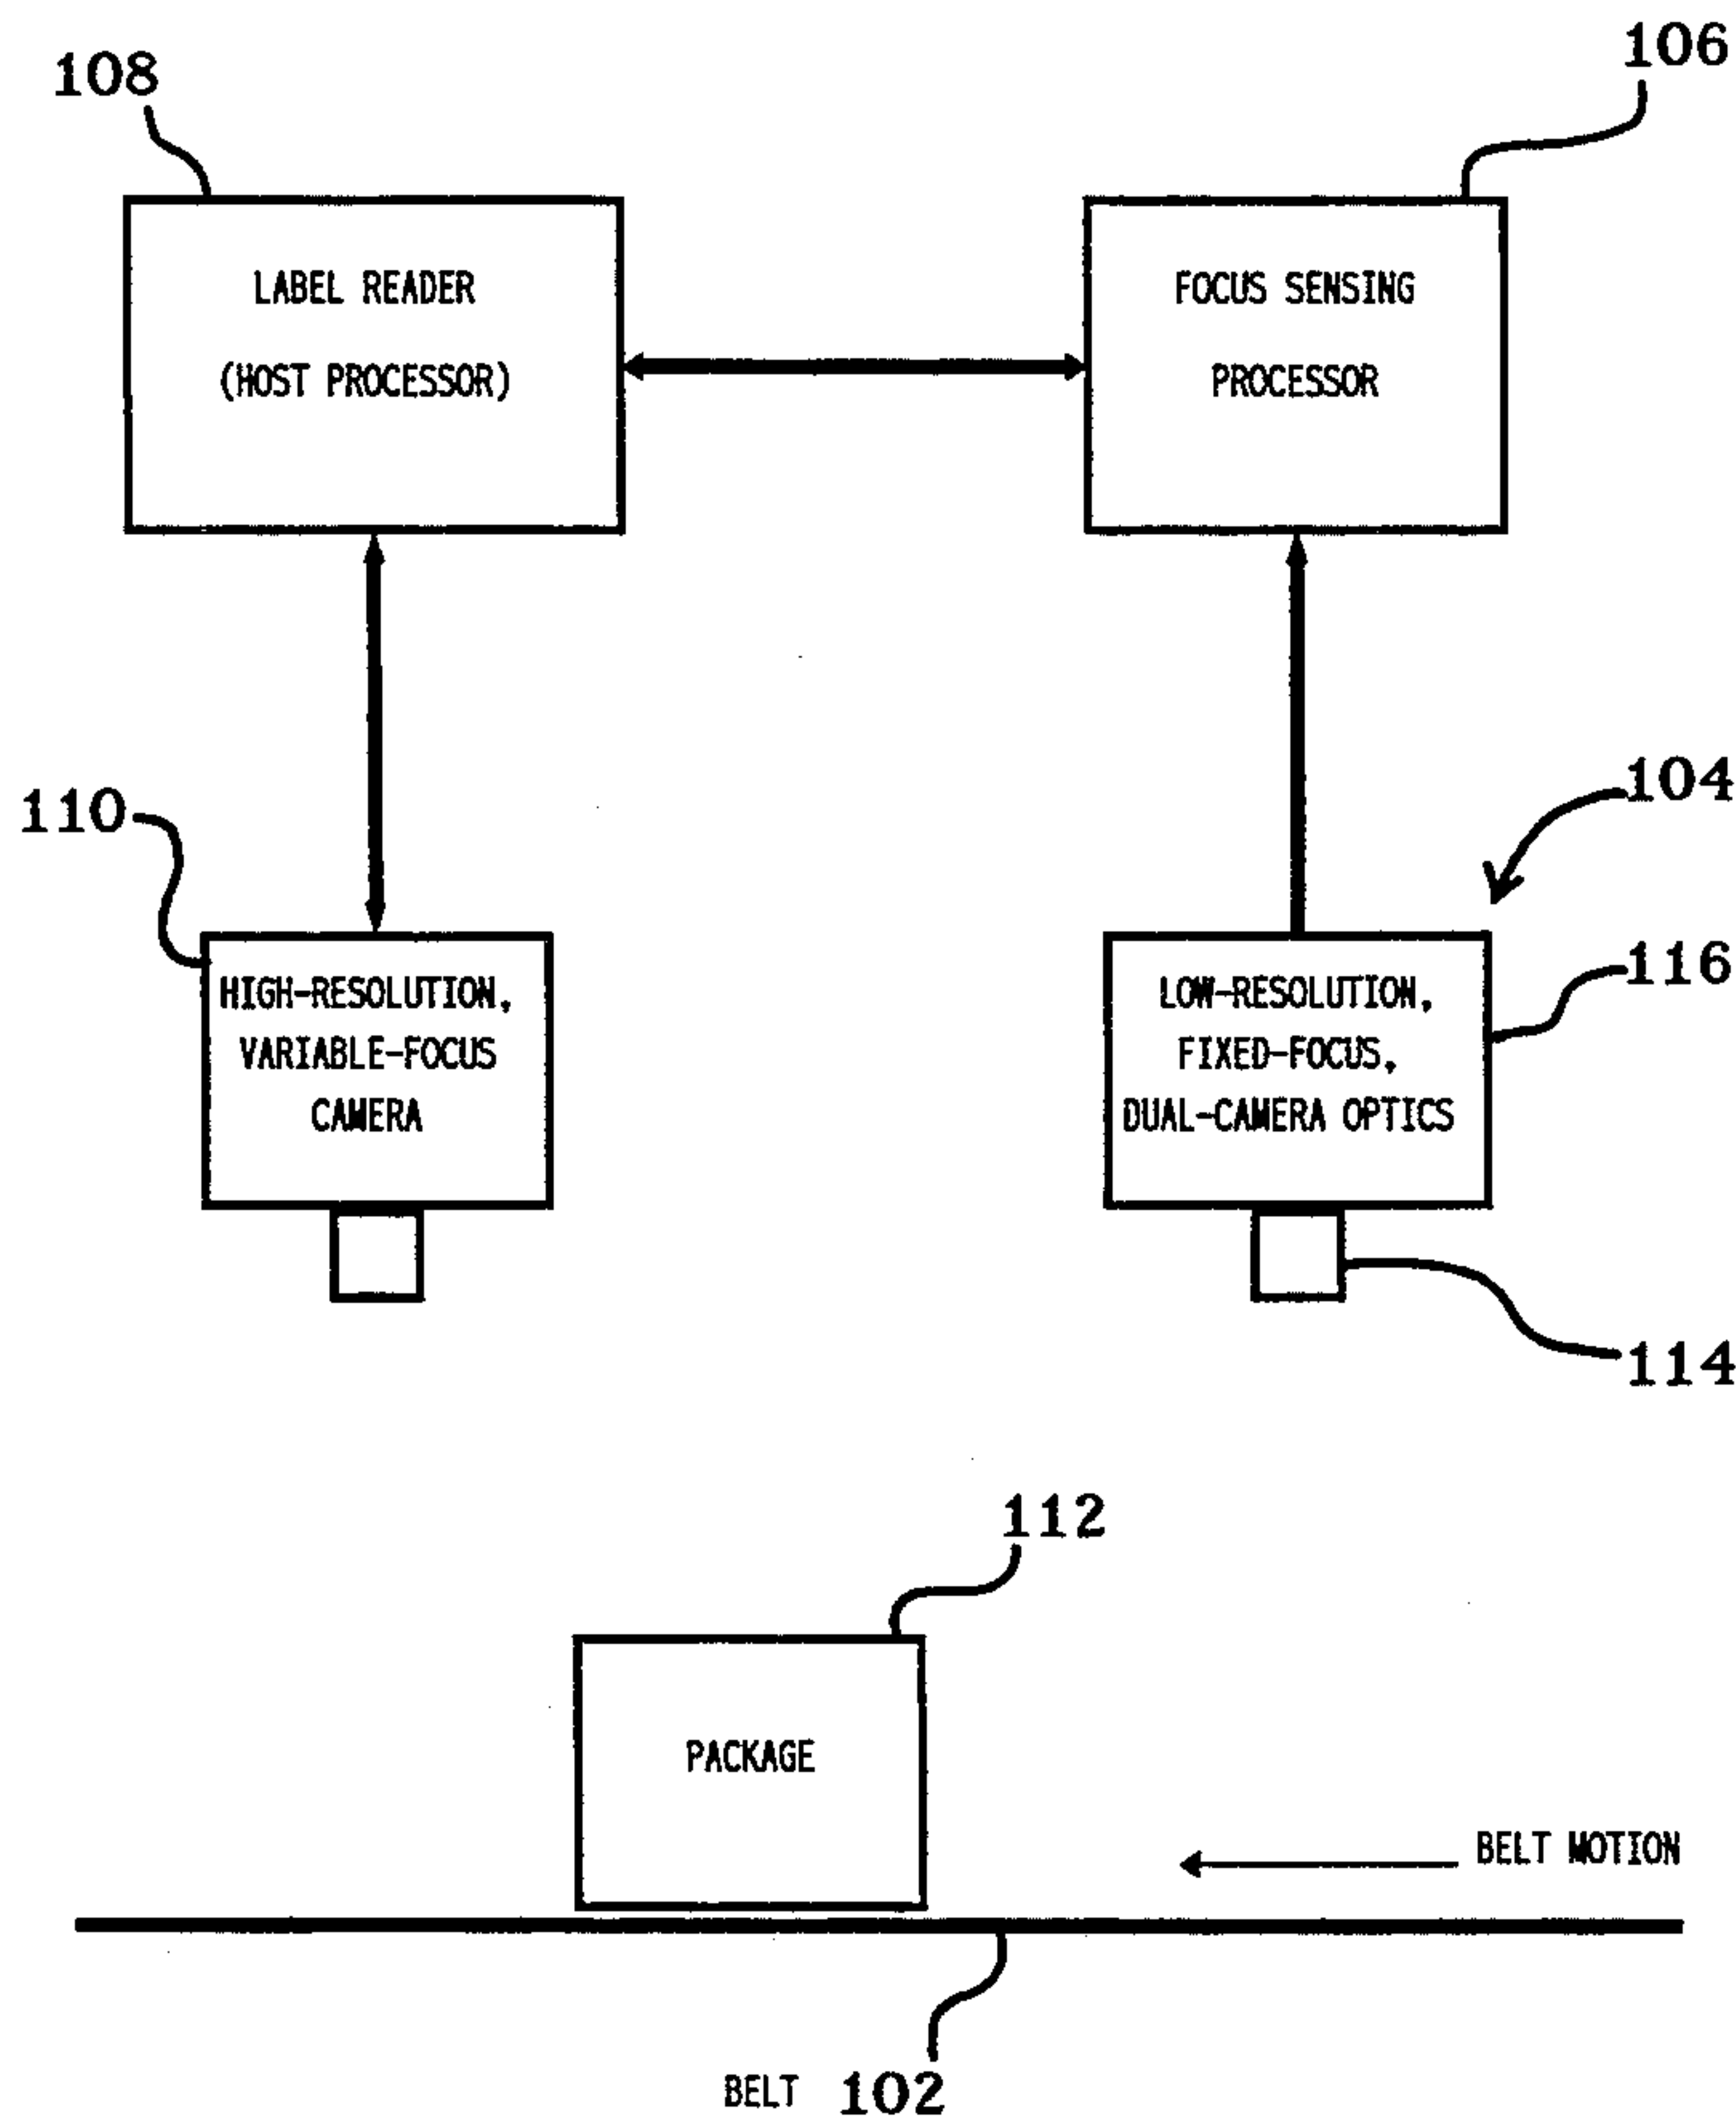 108
106
LABEL READER
(HOST PROCESSOR)
FOCUS SENSING
PROCESSOR
110
104
116
HIGH-RESOLUTION,
VARIABLE-FOCUS
CAMERA
LOW-RESOLUTION,
FIXED-FOCUS,
DUAL-CAMERA OPTICS
114
112
PACKAGE
BELT MOTION
BELT 102